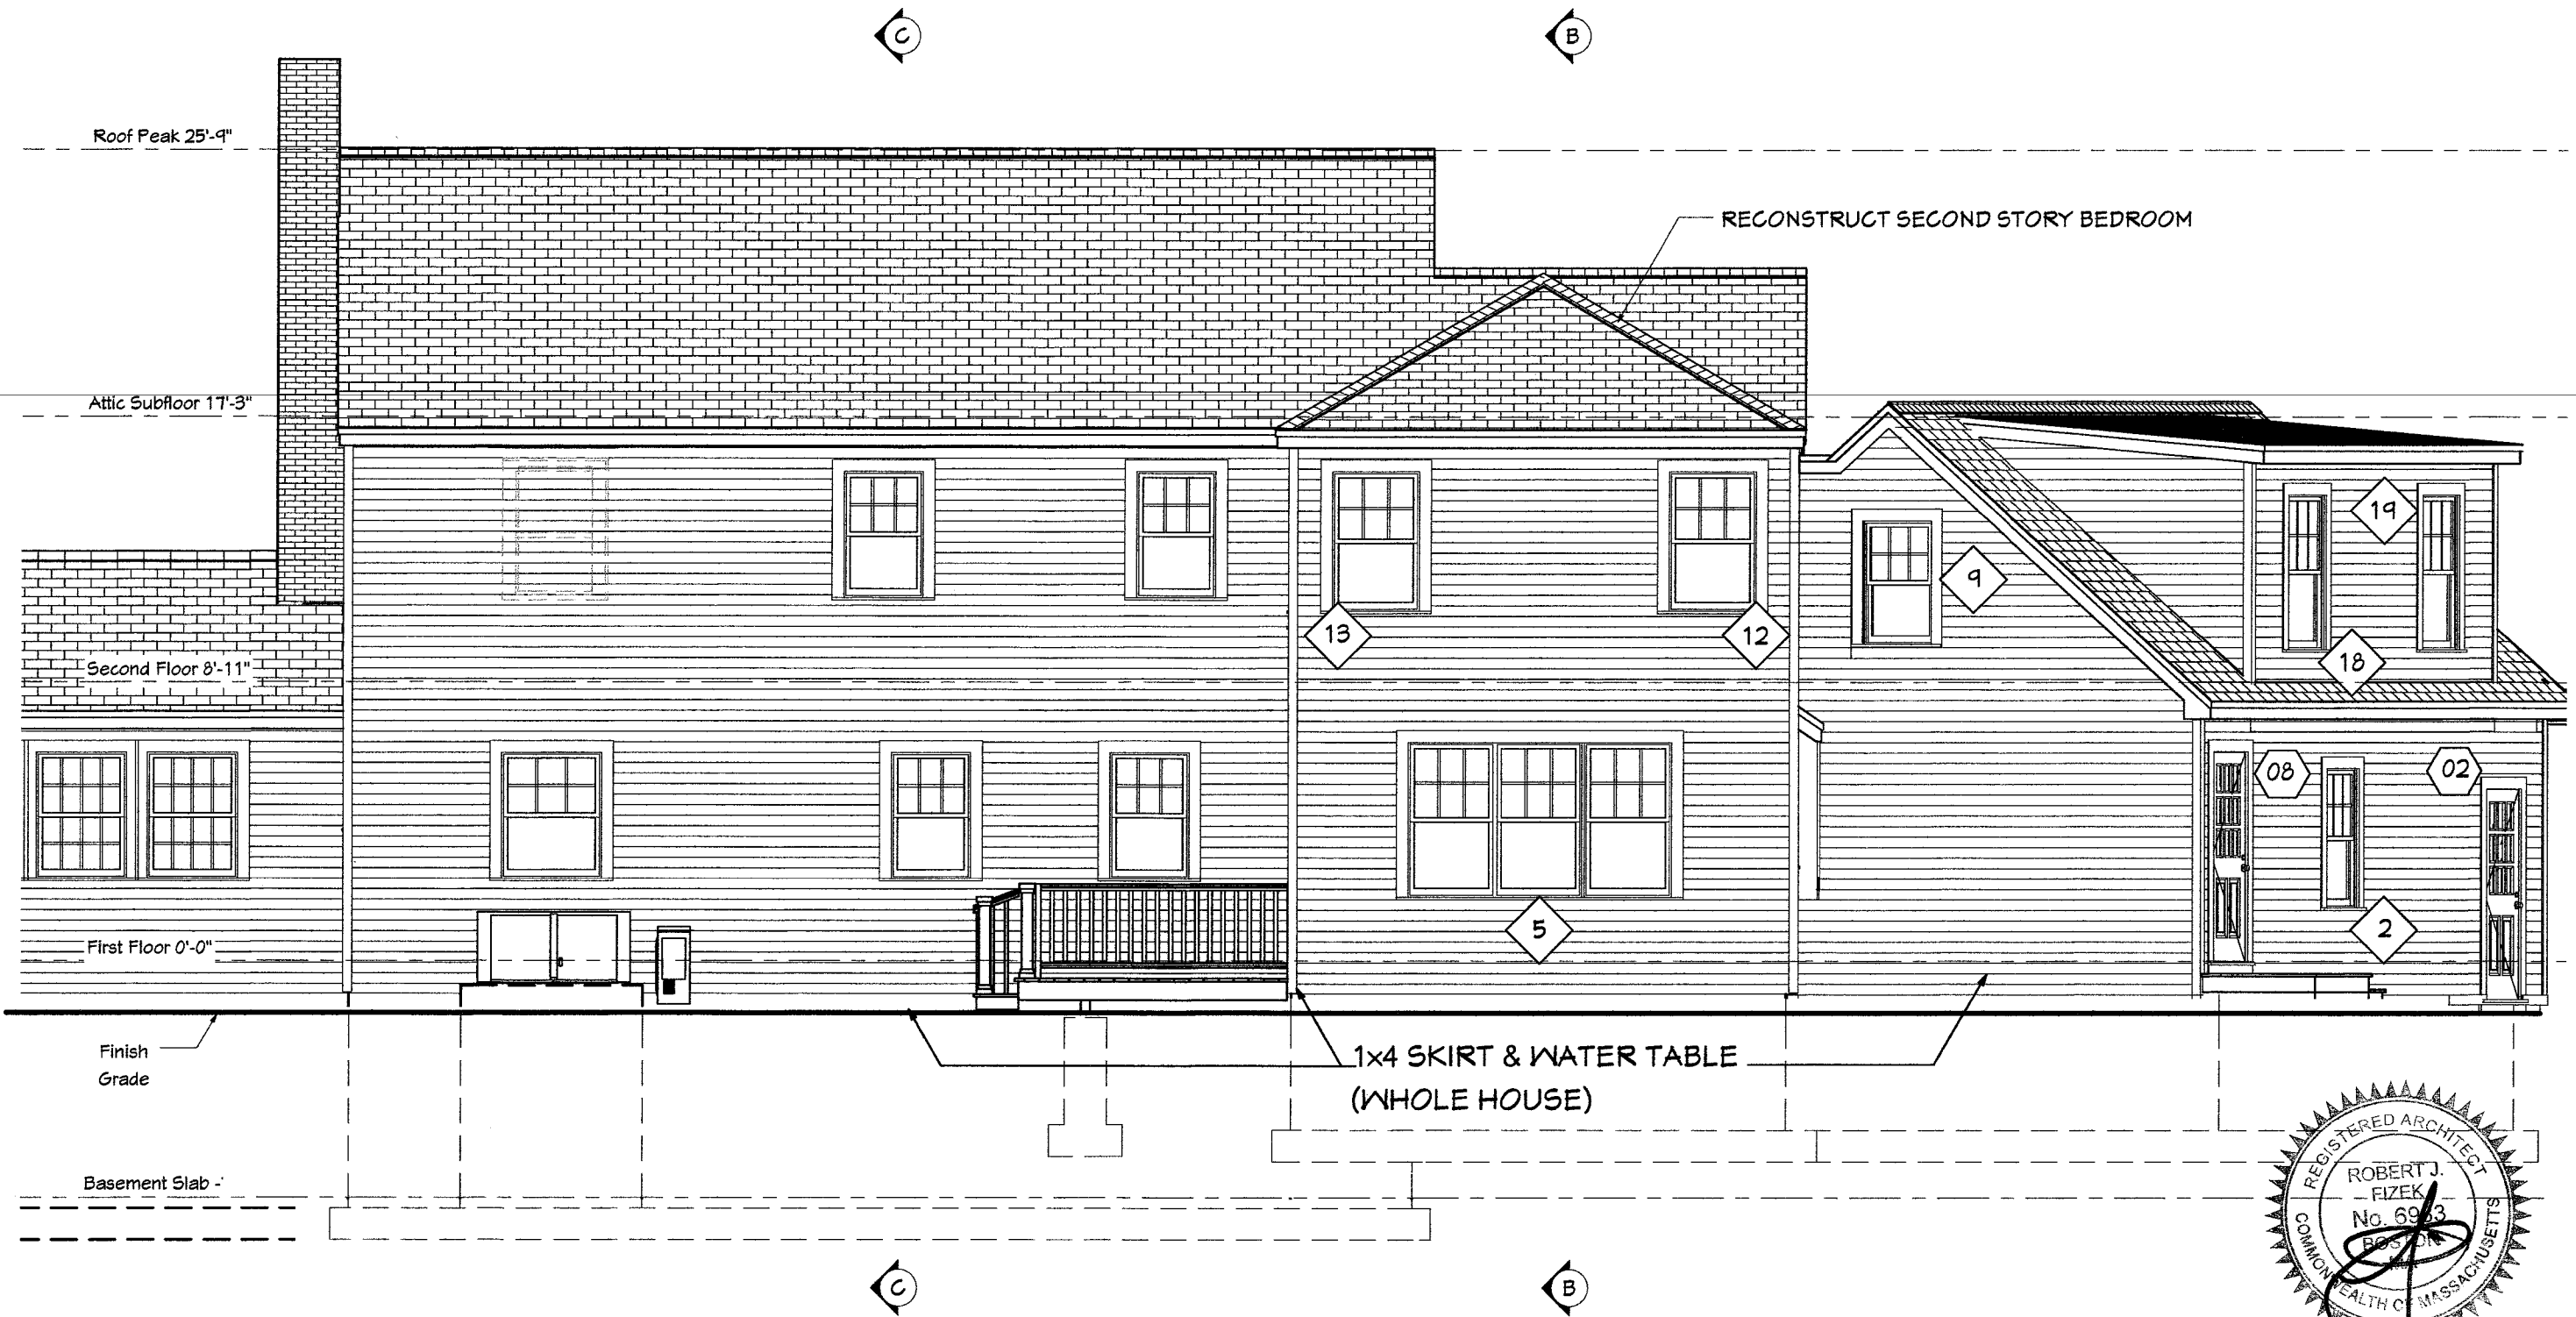 C
B
Roof Peak 25'-9"
RECONSTRUCT SECOND STORY BEDROOM
Attic Subfloor 17'-3"
19
9
13
12
18
Second Floor 8'-11"
08
02
5
2
First Floor 0'-0"
Finish
Grade
1x4 SKIRT & WATER TABLE
(WHOLE HOUSE)
Basement Slab -
REGISTERED ARCHITECT
ROBERT J.
FIZEK
BOSTON
COMMONWEALTH OF MASSACHUSETTS
C
B